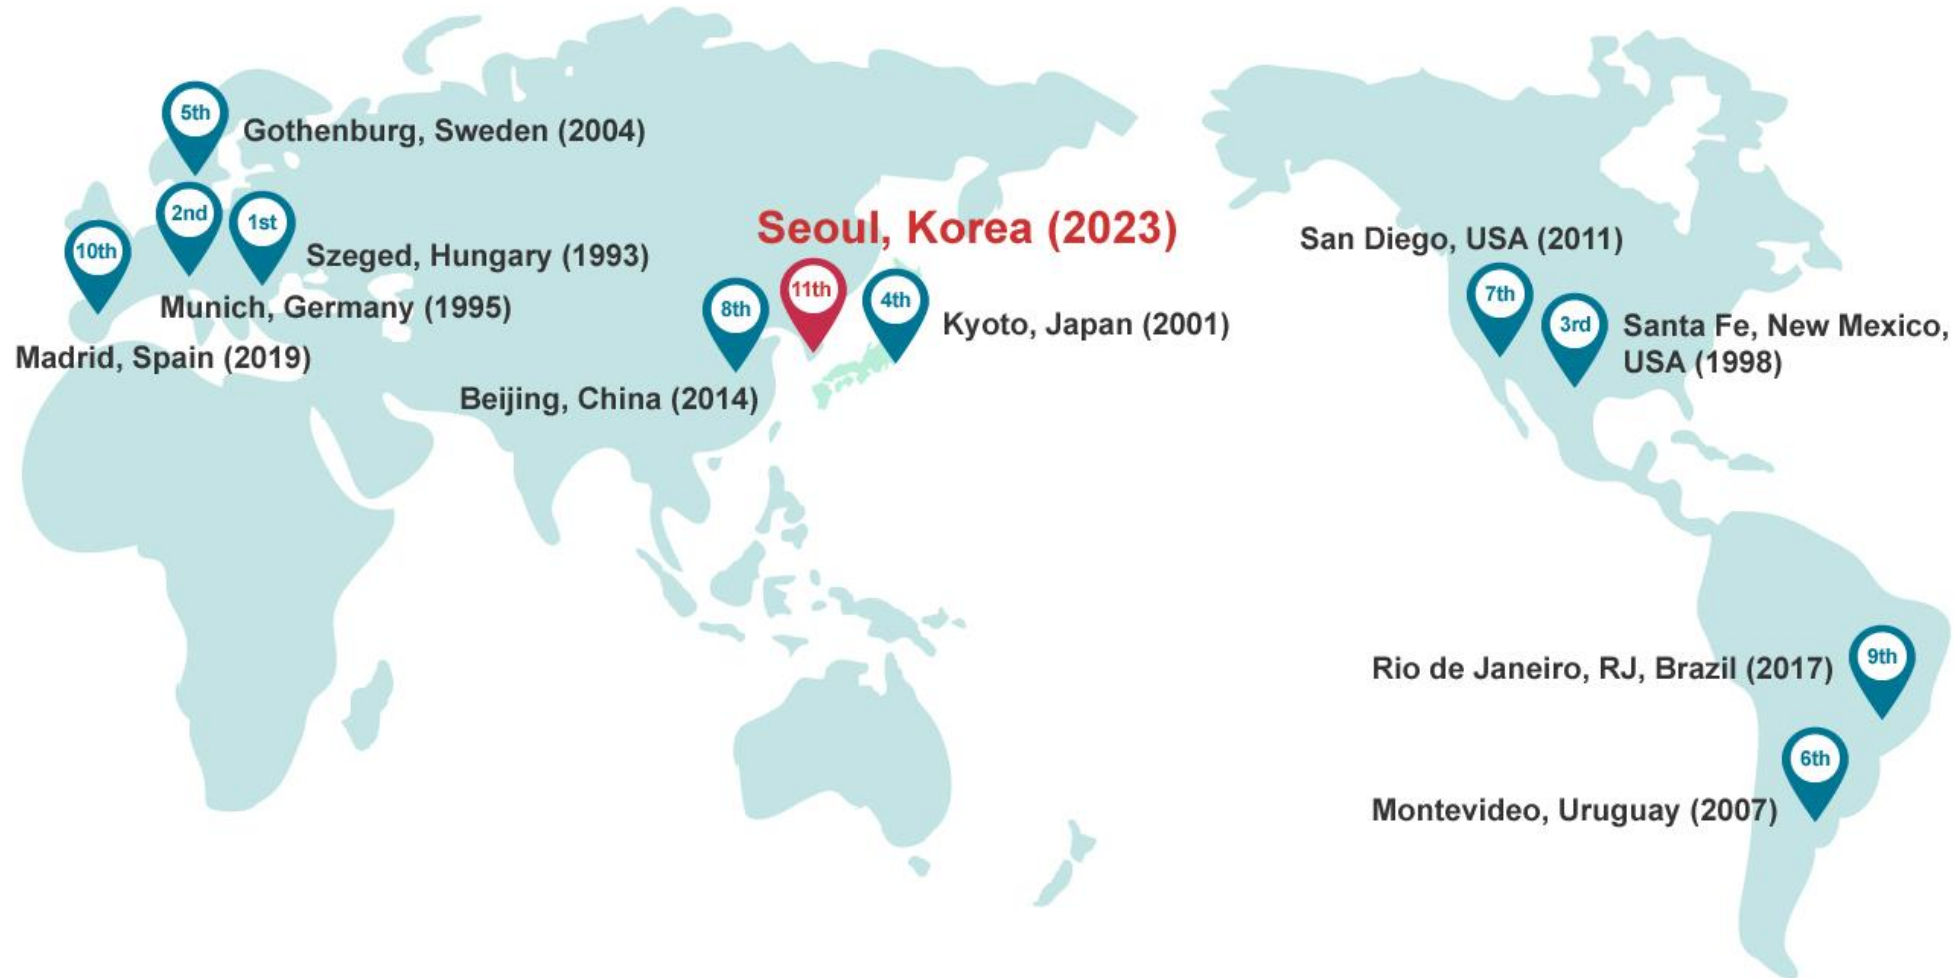 5th
Gothenburg, Sweden (2004)
2nd
1st
10th
Szeged, Hungary (1993)
Munich, Germany (1995)
Madrid, Spain (2019)
Seoul, Korea (2023)
11th
8th
4th
Kyoto, Japan (2001)
Beijing, China (2014)
San Diego, USA (2011)
7th
3rd
Santa Fe, New Mexico,
USA (1998)
Rio de Janeiro, RJ, Brazil (2017)
9th
6th
Montevideo, Uruguay (2007)